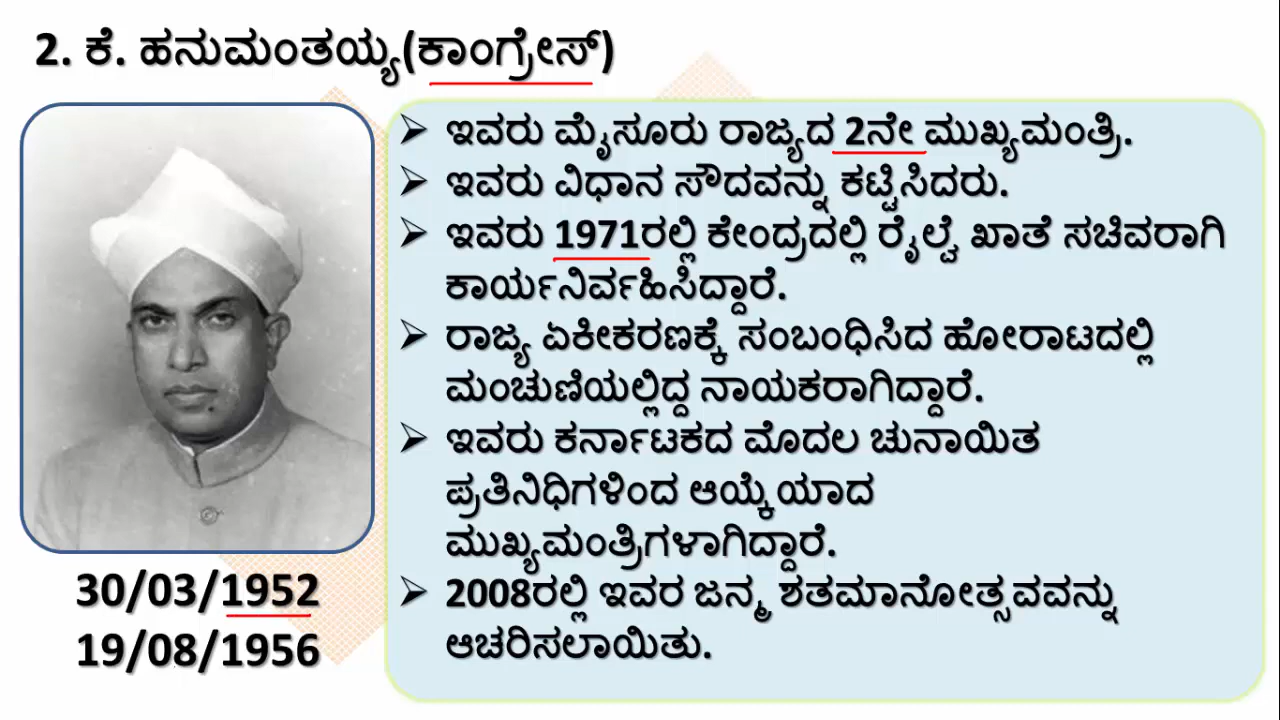 2. ಕೆ. ಹನುಮಂತಯ್ಯ(ಕಾಂಗ್ರೇಸ್)
ಇವರು ಮೈಸೂರು ರಾಜ್ಯದ 2ನೇ ಮುಖ್ಯಮಂತ್ರಿ.
ಇವರು ವಿಧಾನ ಸೌದವನ್ನು ಕಟ್ಟಿಸಿದರು.
ಇವರು 1971ರಲ್ಲಿ ಕೇಂದ್ರದಲ್ಲಿ ರೈಲ್ವೆ ಖಾತೆ ಸಚಿವರಾಗಿ
ಕಾರ್ಯನಿರ್ವಹಿಸಿದ್ದಾರೆ.
ರಾಜ್ಯ ಏಕೀಕರಣಕ್ಕೆ ಸಂಬಂಧಿಸಿದ ಹೋರಾಟದಲ್ಲಿ
ಮಂಚುಣಿಯಲ್ಲಿದ್ದ ನಾಯಕರಾಗಿದ್ದಾರೆ.
ಇವರು ಕರ್ನಾಟಕದ ಮೊದಲ ಚುನಾಯಿತ
ಪ್ರತಿನಿಧಿಗಳಿಂದ ಆಯ್ಕೆಯಾದ
ಮುಖ್ಯಮಂತ್ರಿಗಳಾಗಿದ್ದಾರೆ.
2008ರಲ್ಲಿ ಇವರ ಜನ್ಮ ಶತಮಾನೋತ್ಸವವನ್ನು
ಆಚರಿಸಲಾಯಿತು.
30/03/1952
19/08/1956